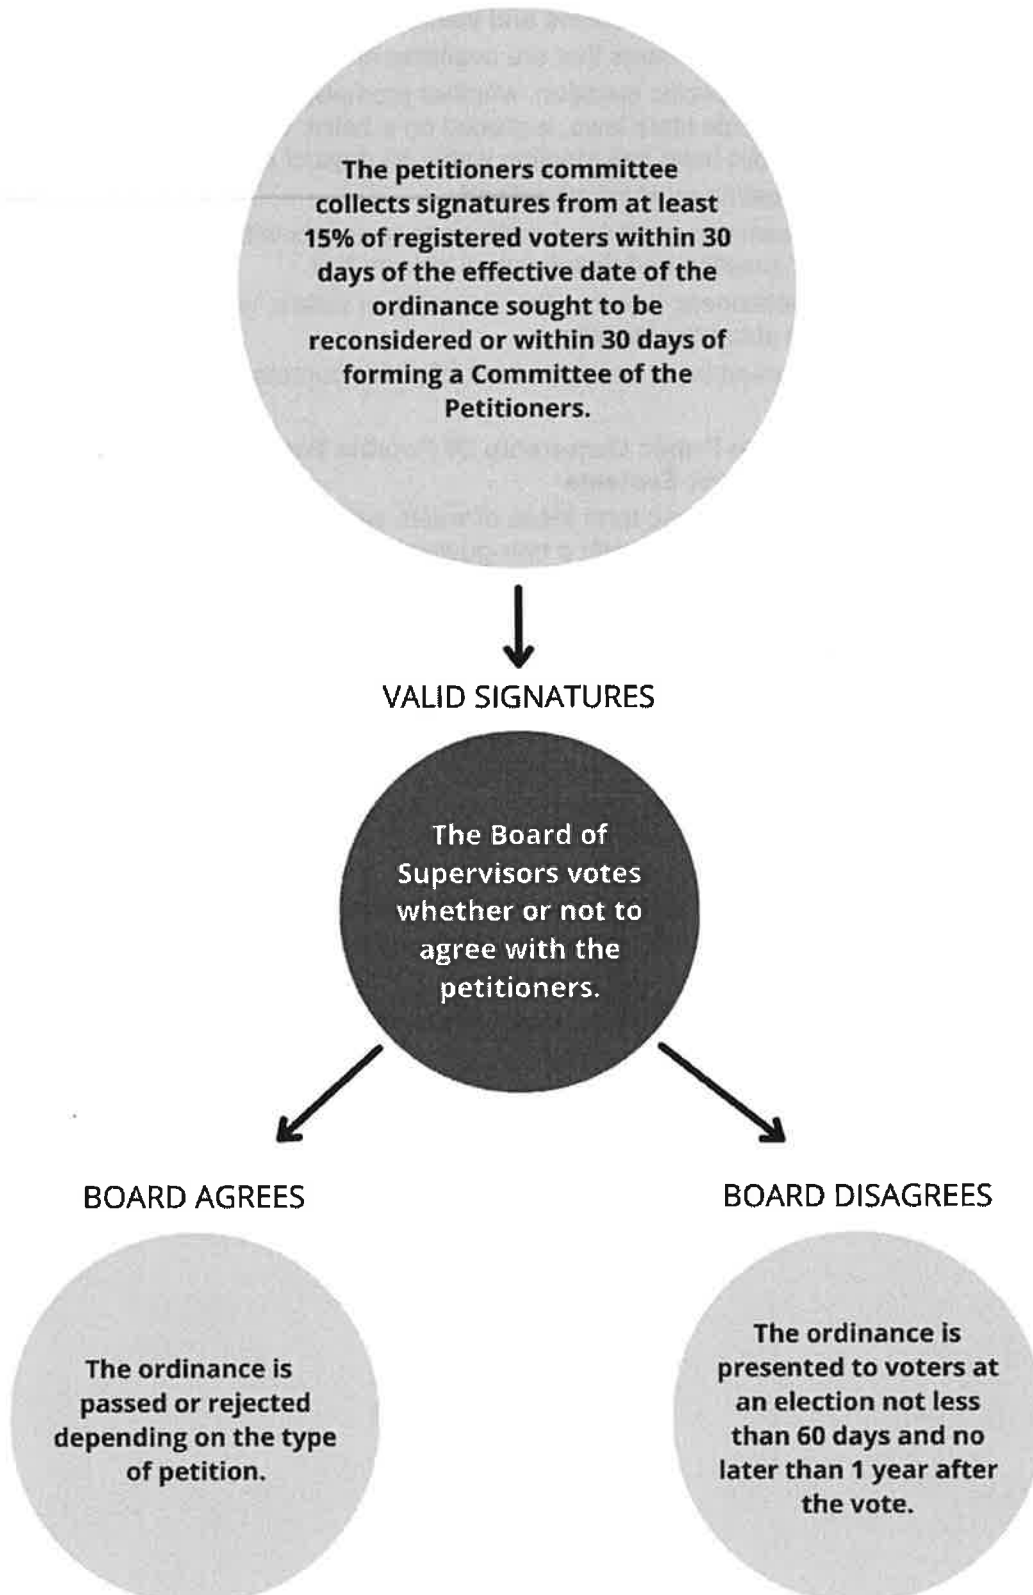 The petitioners committee
collects signatures from at least
15% of registered voters within 30
days of the effective date of the
ordinance sought to be
reconsidered or within 30 days of
forming a Committee of the
Petitioners.
VALID SIGNATURES
The Board of
Supervisors votes
whether or not to
agree with the
petitioners.
BOARD AGREES
The ordinance is
passed or rejected
depending on the type
of petition.
BOARD DISAGREES
The ordinance is
presented to voters at
an election not less
than 60 days and no
later than 1 year after
the vote.